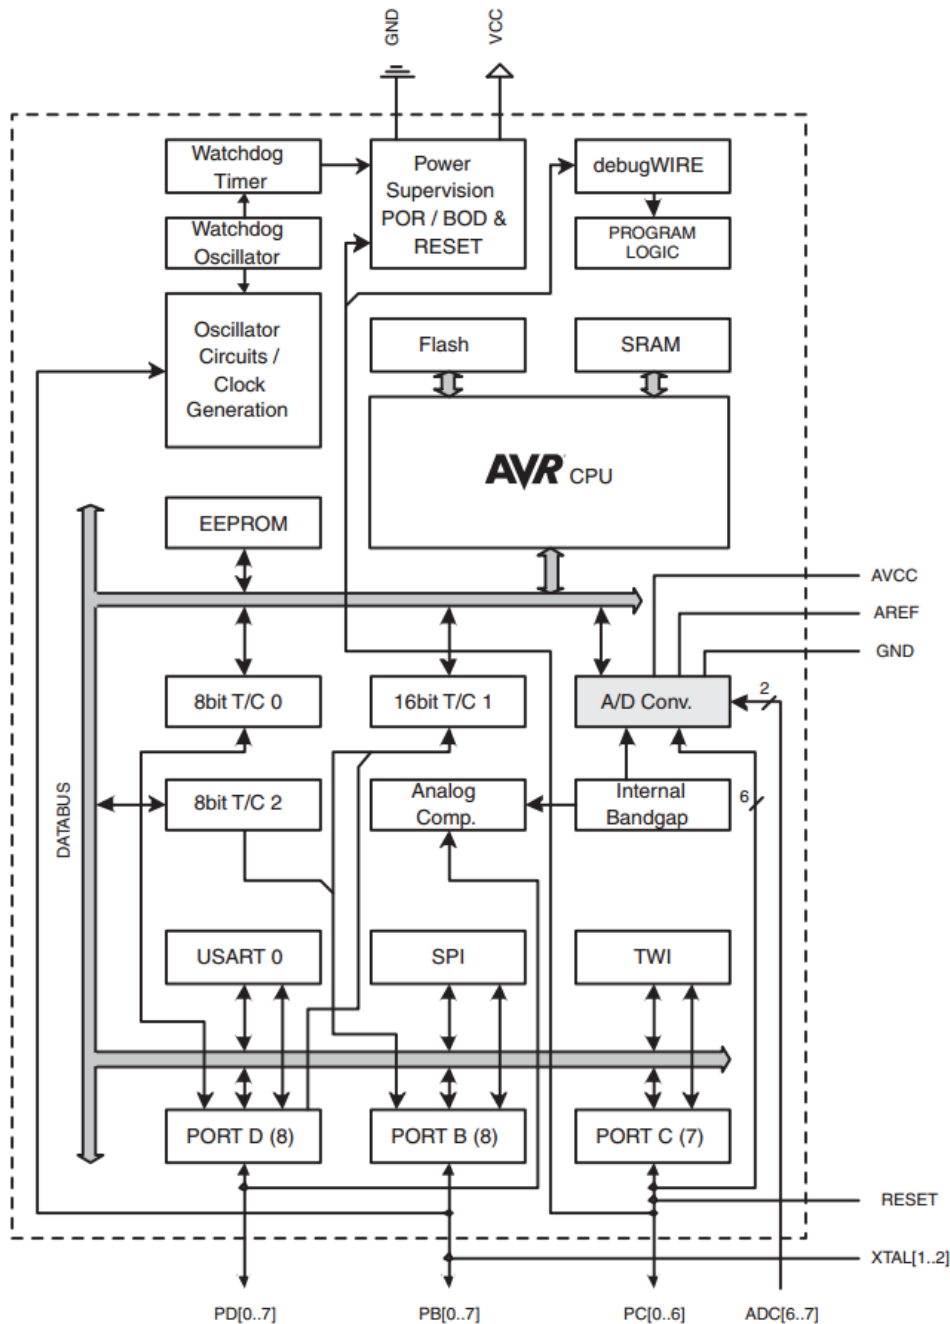 GND
VCC
Watchdog
Timer
Power
Supervision
POR / BOD &
RESET
debugWIRE
Watchdog
Oscillator
PROGRAM
LOGIC
Oscillator
Circuits /
Clock
Generation
Flash
SRAM
AVR CPU
EEPROM
AVCC
AREF
GND
8bit T/C 0
16bit T/C 1
A/D Conv.
2
DATABUS
8bit T/C 2
Analog
Comp.
Internal
Bandgap
6
USART 0
SPI
TWI
PORT D (8)
PORT B (8)
PORT C (7)
RESET
XTAL[1..2]
PD[0..7]
PB[0..7]
PC[0..6]
ADC[6..7]